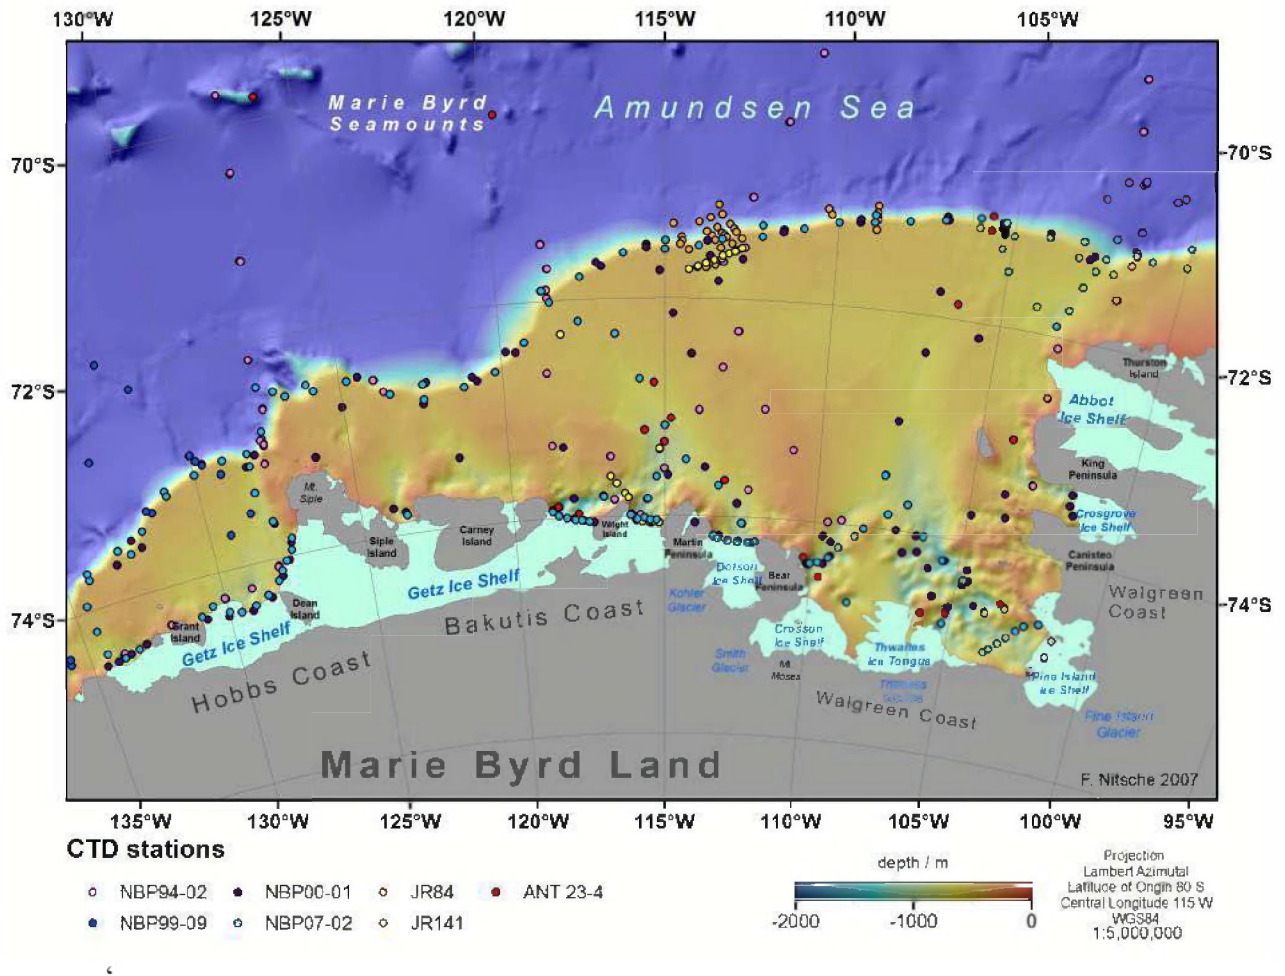 130°W 125°W 120°W 115°W 110°W 105°W
Marie Byrd
Seamounts
Amundsen Sea
70°S 70°S
72°S 72°S
74°S 74°S
Thurston
Island
Abbot
Ice Shelf
King
Peninsula
Crosgrove
Ice Shelf
Canisteo
Peninsula
Walgreen
Coast
Mt.
Siple
Siple
Island
Carney
Island
Wright
Island
Martin
Peninsula
Dotson
Ice Shelf
Bear
Peninsula
Kohler
Glacier
Getz Ice Shelf
Dean
Island
Grant
Island
Getz Ice Shelf
Bakutis Coast
Hobbs Coast
Crosson
Ice Shelf
Smith
Glacier
Mt.
Moses
Thwaites
Ice Tongue
Thwaites
Walgreen Coast
Pine Island
Ice Shelf
Pine Island
Glacier
Marie Byrd Land
F. Nitsche 2007
135°W 130°W 125°W 120°W 115°W 110°W 105°W 100°W 95°W
CTD stations
NBP94-02 NBP00-01 JR84 ANT 23-4
NBP99-09 NBP07-02 JR141
depth / m
-2000 -1000 0
Projection
Lambert Azimutal
Latitude of Origin 80 S
Central Longitude 115 W
WGS84
1:5,000,000